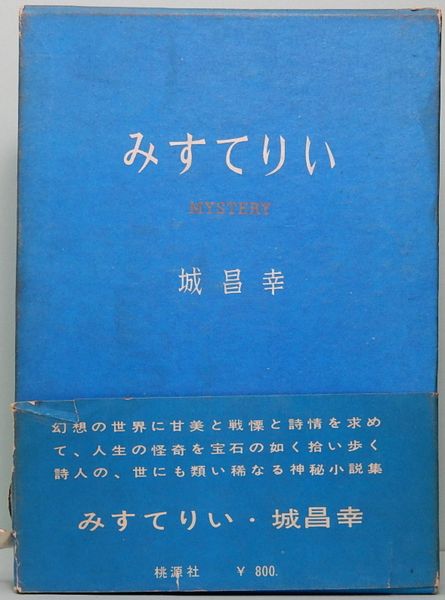 みすてりい
MYSTERY
城昌幸
幻想の世界に甘美と戦慄と詩情を求め
て、人生の怪奇を宝石の如く拾い歩く
詩人の、世にも類い稀なる神秘小説集
みすてりい・城昌幸
桃源社 ￥800.